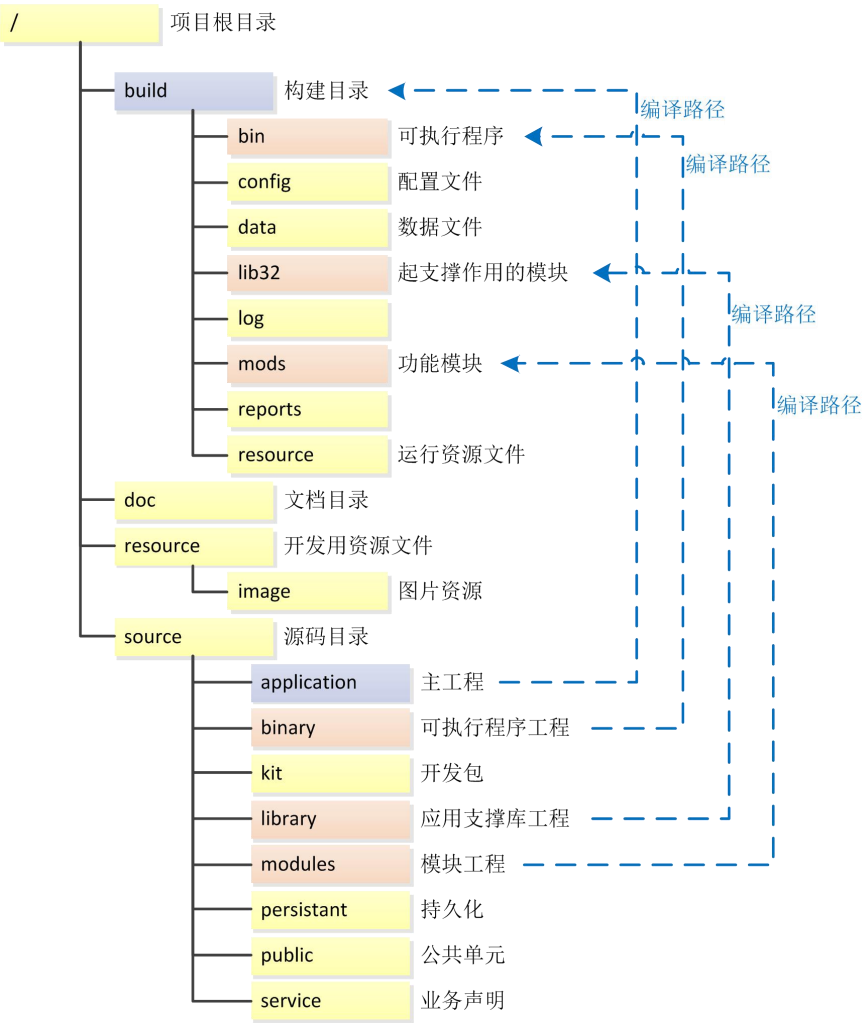 / 项目根目录
build 构建目录
编译路径
bin 可执行程序
编译路径
config 配置文件
data 数据文件
lib32 起支撑作用的模块
log
编译路径
mods 功能模块
reports
编译路径
resource 运行资源文件
doc 文档目录
resource 开发用资源文件
image 图片资源
source 源码目录
application 主工程
binary 可执行程序工程
kit 开发包
library 应用支撑库工程
modules 模块工程
persistant 持久化
public 公共单元
service 业务声明